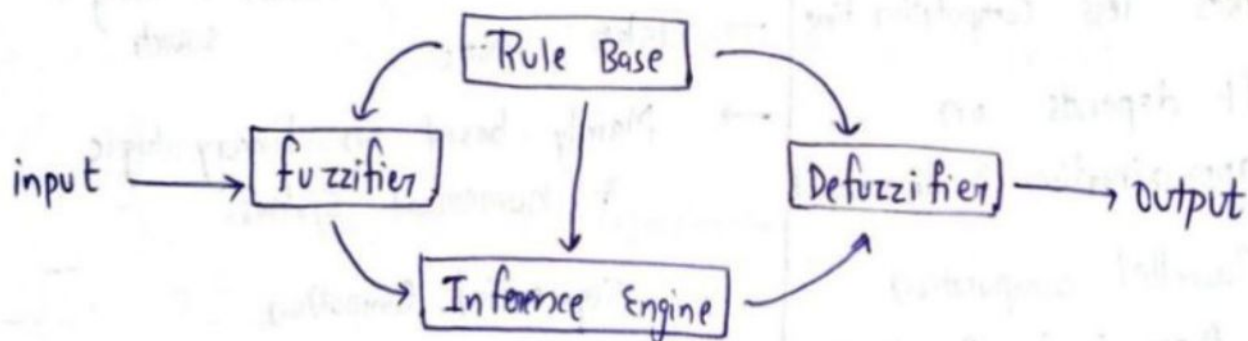 Rule Base
input
fuzzifier
Defuzzifier
output
Inference Engine